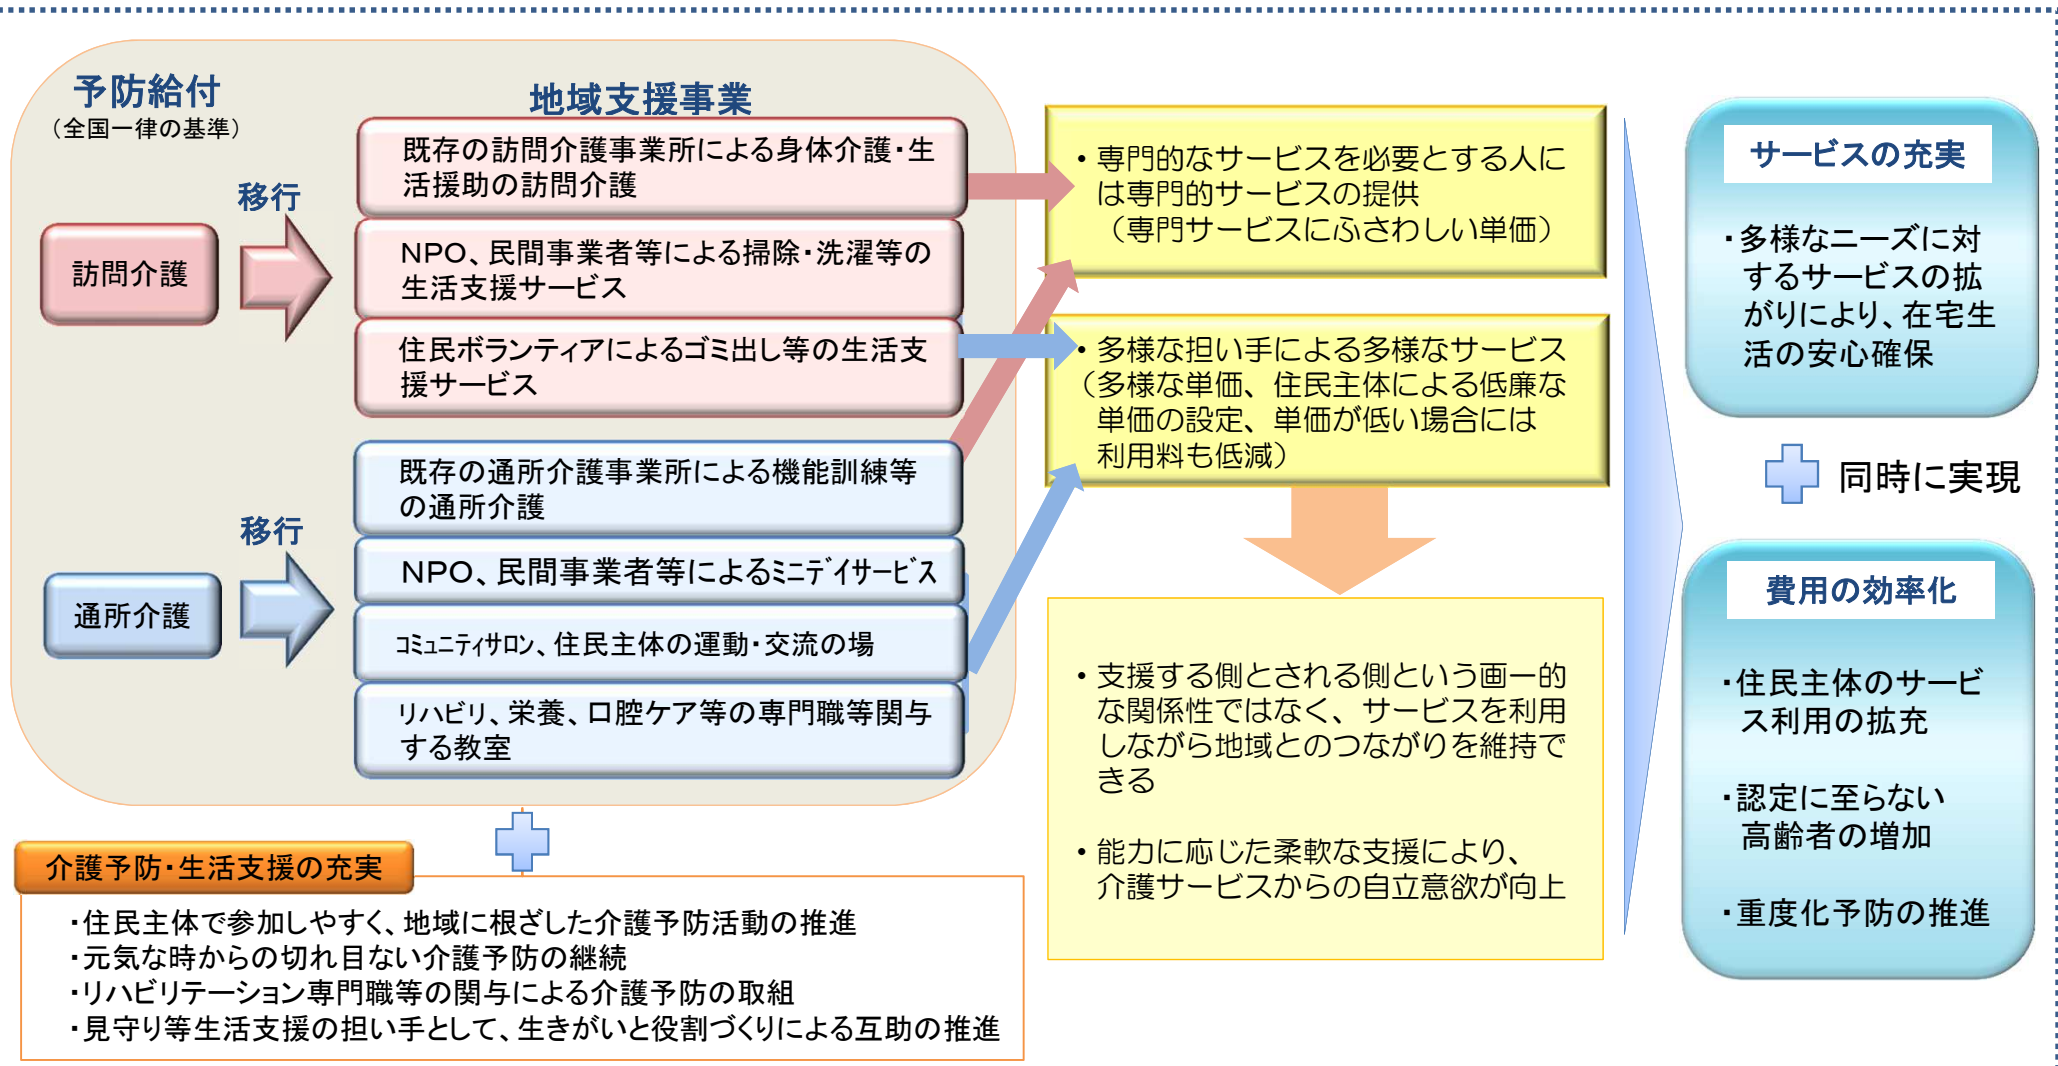 予防給付
(全国一律の基準)
地域支援事業
移行
訪問介護
既存の訪問介護事業所による身体介護・生
活援助の訪問介護
NPO、民間事業者等による掃除・洗濯等の
生活支援サービス
住民ボランティアによるゴミ出し等の生活支
援サービス
移行
通所介護
既存の通所介護事業所による機能訓練等
の通所介護
NPO、民間事業者等によるミニデイサービス
コミュニティサロン、住民主体の運動・交流の場
リハビリ、栄養、口腔ケア等の専門職等関与
する教室
介護予防・生活支援の充実
・住民主体で参加しやすく、地域に根ざした介護予防活動の推進
・元気な時からの切れ目ない介護予防の継続
・リハビリテーション専門職等の関与による介護予防の取組
・見守り等生活支援の担い手として、生きがいと役割づくりによる互助の推進
・専門的なサービスを必要とする人に
は専門的サービスの提供
(専門サービスにふさわしい単価)
・多様な担い手による多様なサービス
(多様な単価、住民主体による低廉な
単価の設定、単価が低い場合には
利用料も低減)
・支援する側とされる側という画一的
な関係性ではなく、サービスを利用
しながら地域とのつながりを維持で
きる
・能力に応じた柔軟な支援により、
介護サービスからの自立意欲が向上
サービスの充実
・多様なニーズに対
するサービスの拡
がりにより、在宅生
活の安心確保
同時に実現
費用の効率化
・住民主体のサービ
ス利用の拡充
・認定に至らない
高齢者の増加
・重度化予防の推進